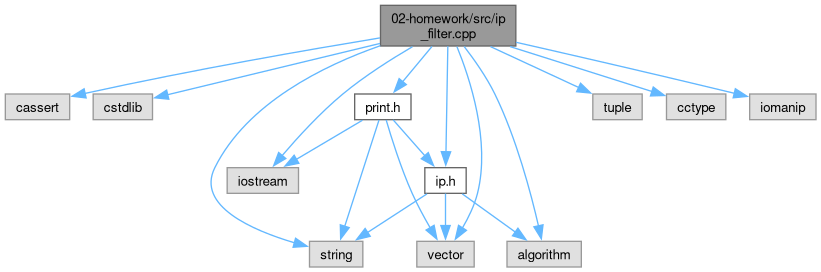 02-homework/src/ip
_filter.cpp
cassert
cstdlib
print.h
tuple
cctype
iomanip
iostream
ip.h
string
vector
algorithm